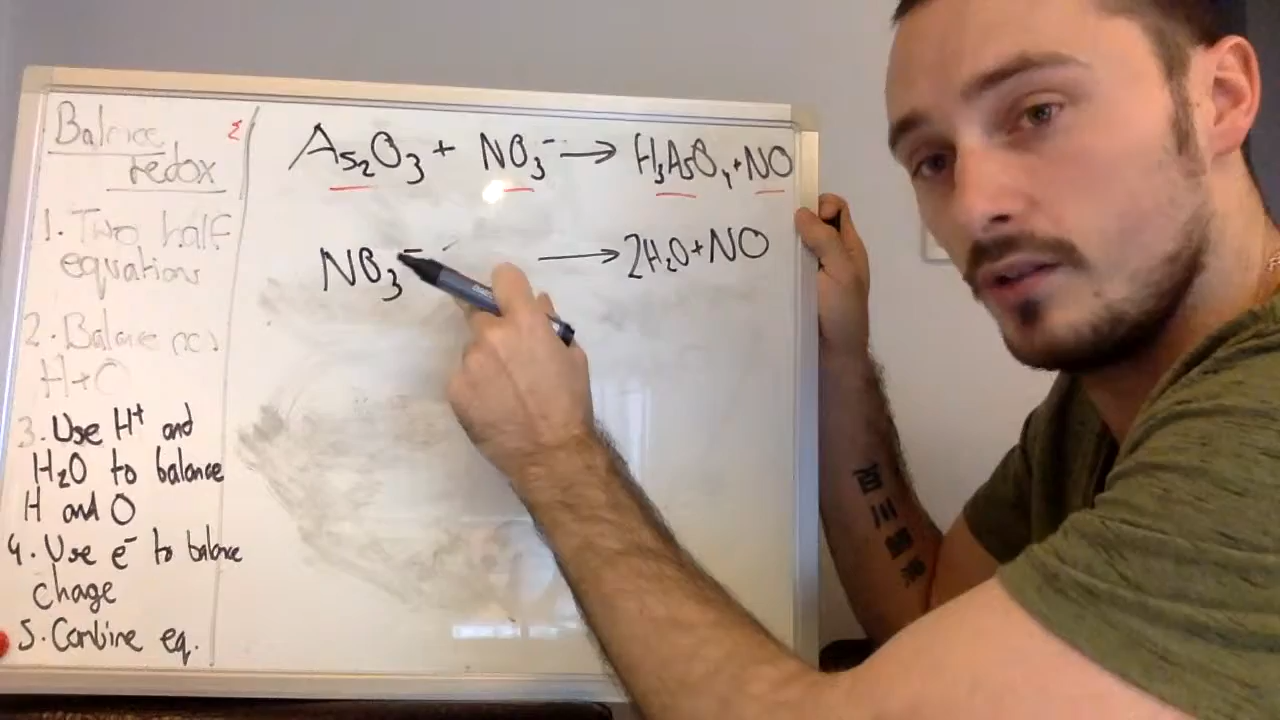 Balance
redox
1. Two half
equations
2. Balance
H+O
3. Use H⁺ and
H₂O to balance
H and O
4. Use e⁻ to balance
chage
5. Combine eq.
As₂O₃ + NO₃⁻ → H₃AsO₄ + NO
NO₃⁻ → 2H₂O + NO